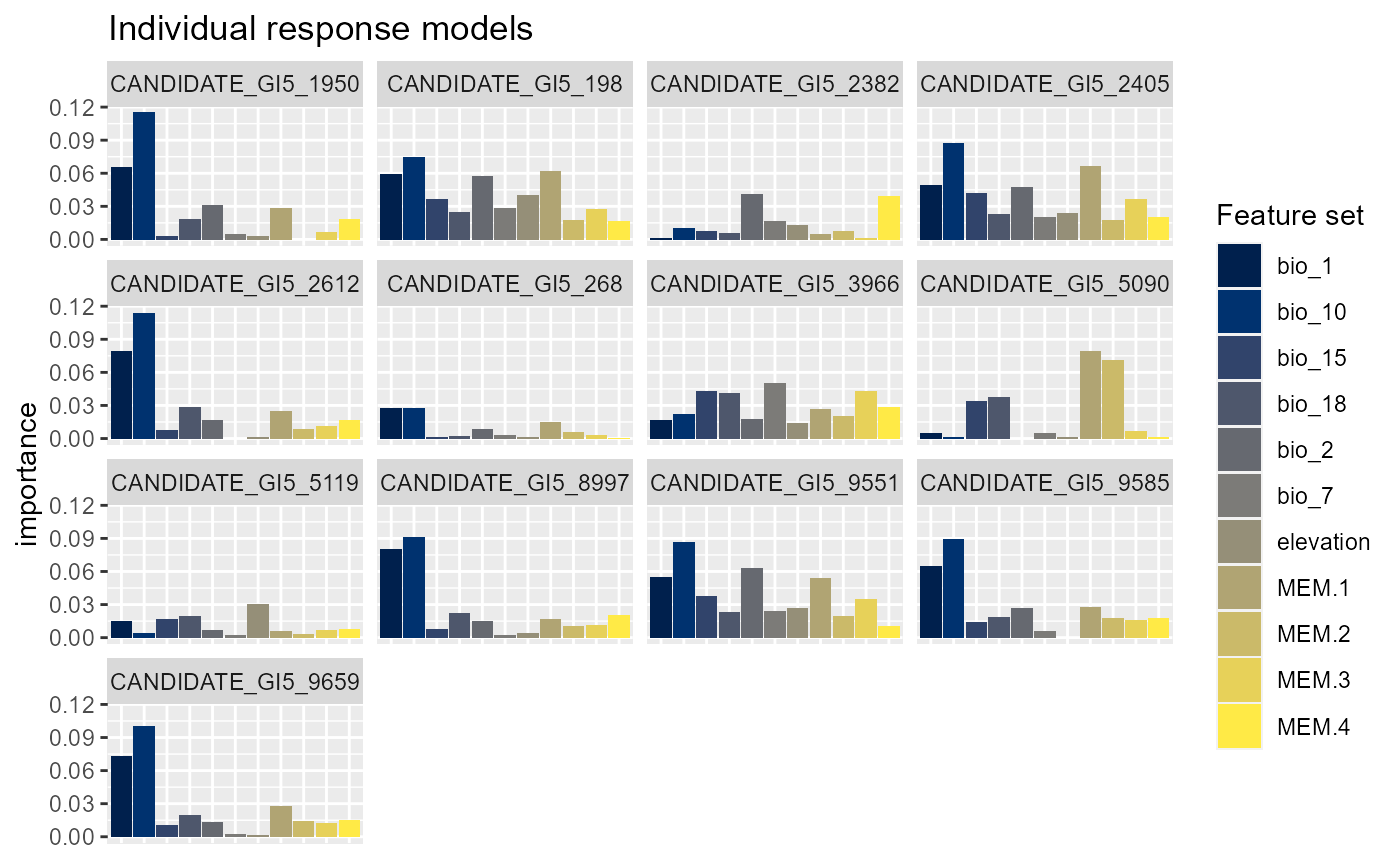 Individual response models
CANDIDATE_GI5_1950 CANDIDATE_GI5_198 CANDIDATE_GI5_2382 CANDIDATE_GI5_2405
0.12
0.09
0.06
0.03
0.00
CANDIDATE_GI5_2612 CANDIDATE_GI5_268 CANDIDATE_GI5_3966 CANDIDATE_GI5_5090
0.12
0.09
0.06
0.03
0.00
CANDIDATE_GI5_5119 CANDIDATE_GI5_8997 CANDIDATE_GI5_9551 CANDIDATE_GI5_9585
0.12
0.09
0.06
0.03
0.00
CANDIDATE_GI5_9659
0.12
0.09
0.06
0.03
0.00
importance
Feature set
bio_1
bio_10
bio_15
bio_18
bio_2
bio_7
elevation
MEM.1
MEM.2
MEM.3
MEM.4